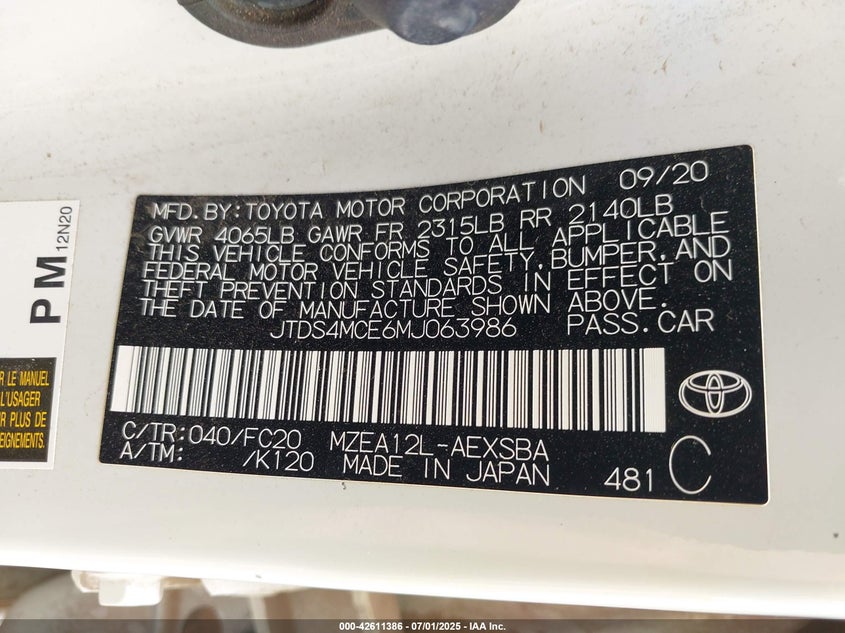 MFD.BY:TOYOTA MOTOR CORPORATION 09/20
GVWR 4065LB GAWR FR 2315LB RR 2140LB
THIS VEHICLE CONFORMS TO ALL APPLICABLE
FEDERAL MOTOR VEHICLE SAFETY,BUMPER,AND
THEFT PREVENTION STANDARDS IN EFFECT ON
THE DATE OF MANUFACTURE SHOWN ABOVE.
JTDS4MCE6MJ063986 PASS.CAR
C/TR:040/FC20 MZEA12L-AEXSBA
A/TM: /K120 MADE IN JAPAN
481 C
PM 12N20
LE MANUEL
L'USAGER
PLUS DE
000-42611386 - 07/01/2025 - IAA Inc.